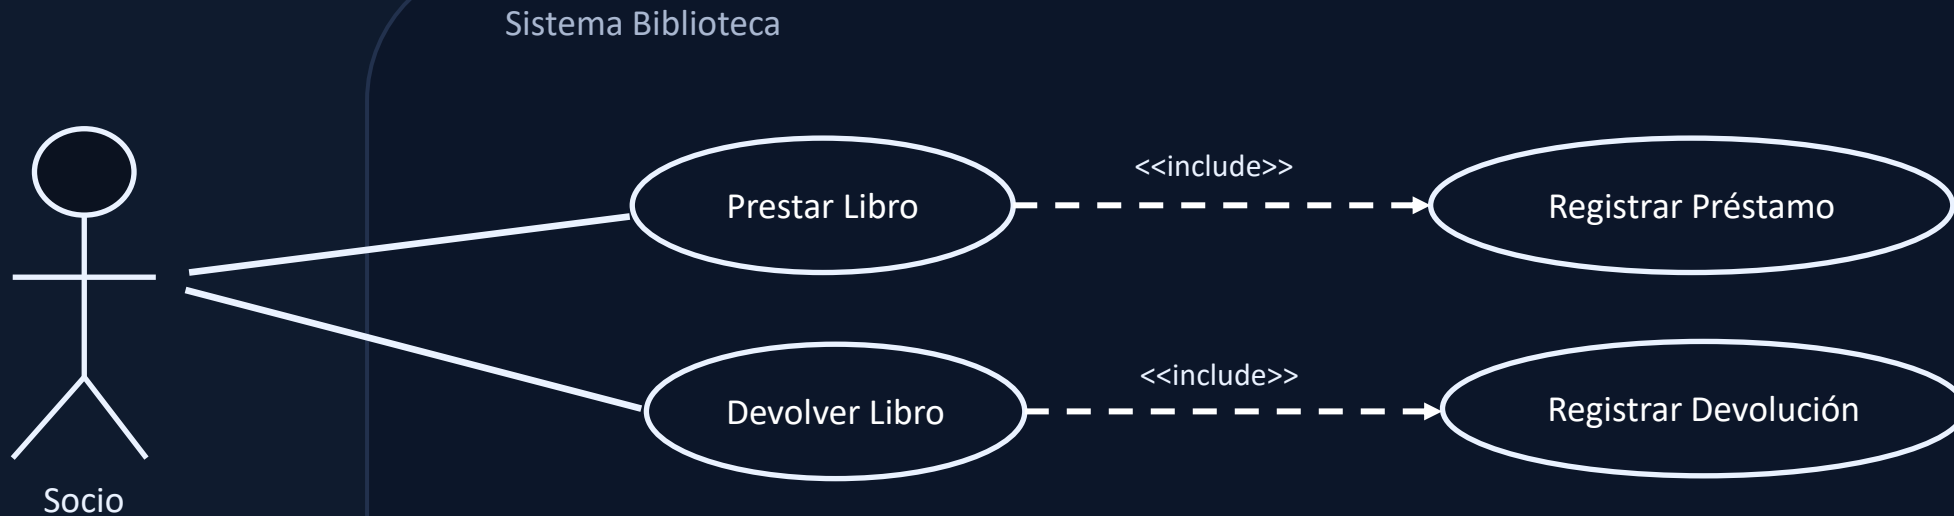 Sistema Biblioteca
<<include>>
Prestar Libro
Registrar Préstamo
<<include>>
Devolver Libro
Registrar Devolución
Socio